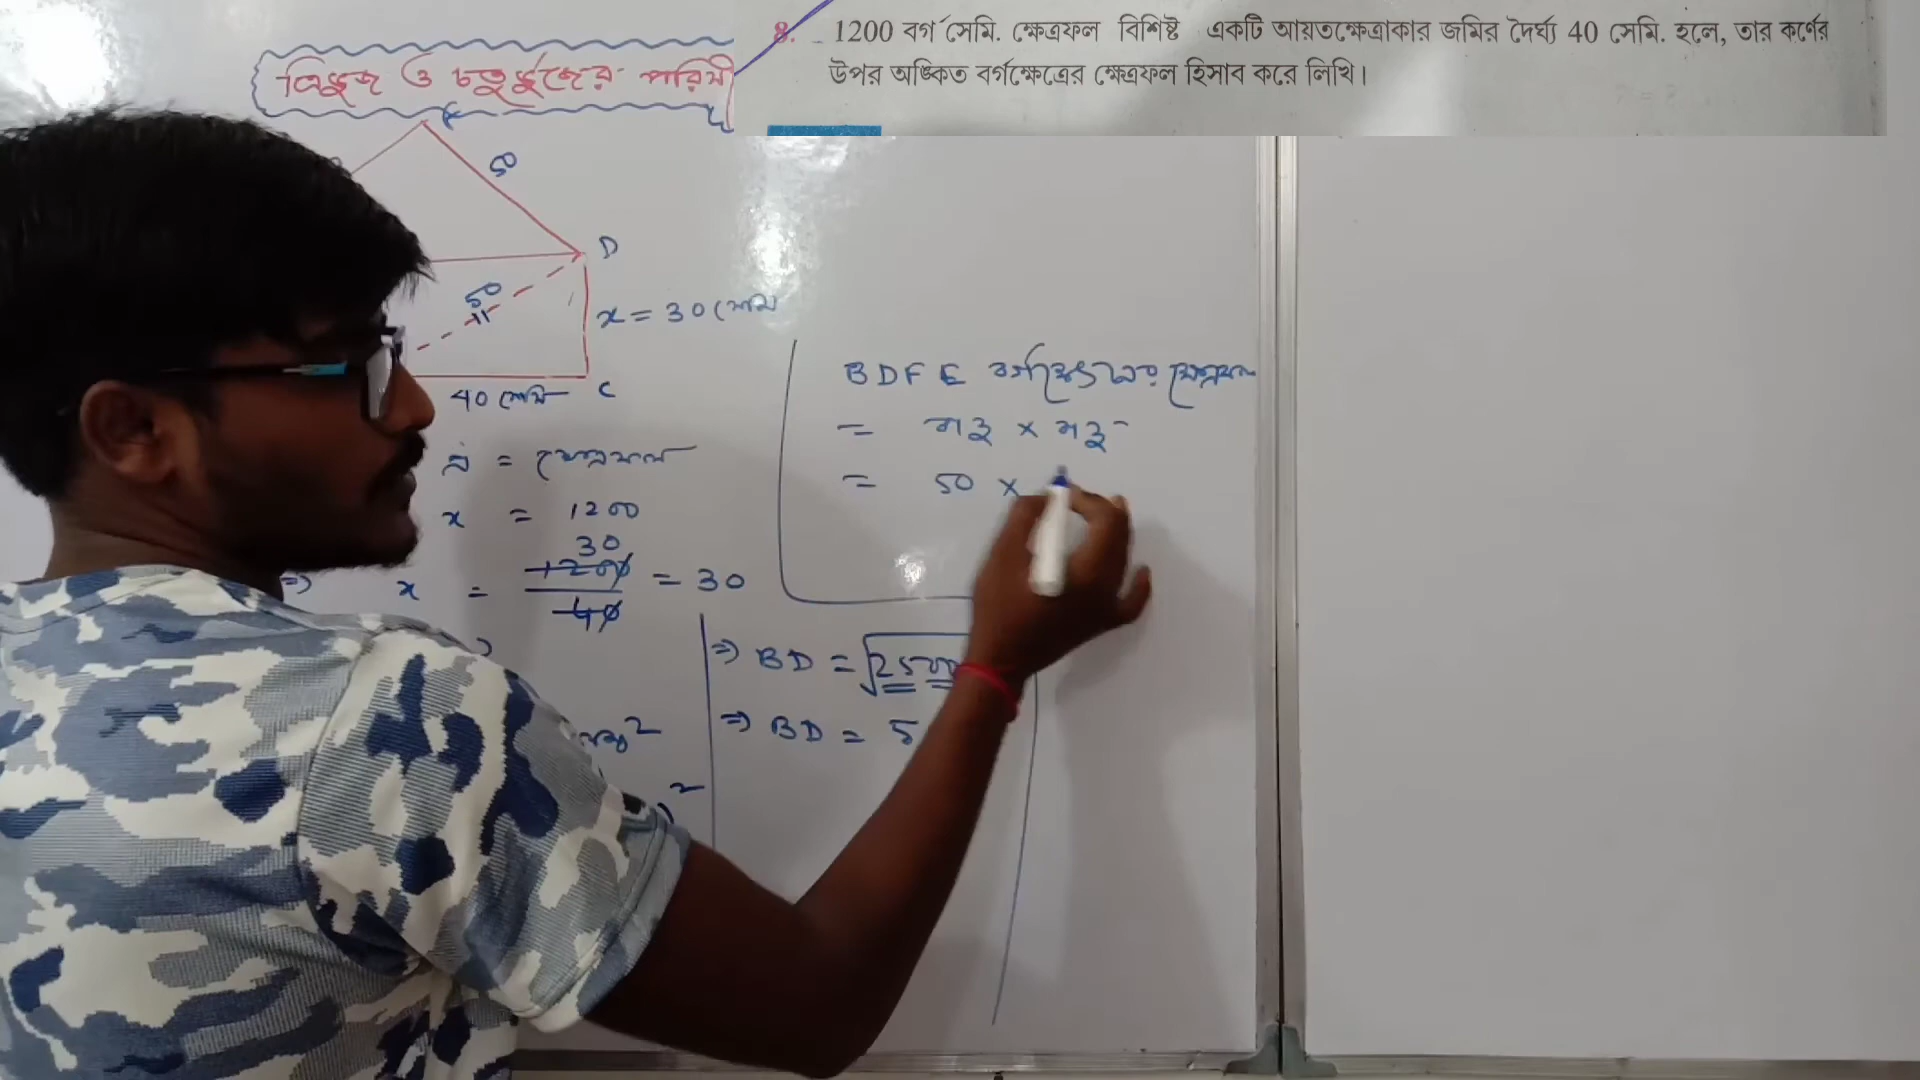 8. 1200 বর্গ সেমি. ক্ষেত্রফল বিশিষ্ট একটি আয়তক্ষেত্রাকার জমির দৈর্ঘ্য 40 সেমি. হলে, তার কর্ণের
উপর অঙ্কিত বর্গক্ষেত্রের ক্ষেত্রফল হিসাব করে লিখি।
ত্রিভুজ ও চতুর্ভুজের পরিসী
50
D
50
x = 30 সেমি
40 সেমি C
= ক্ষেত্রফল
x = 1200
30
⇒ x = 1200/40 = 30
BDFE বর্গক্ষেত্রের ক্ষেত্রফল
= বাহু × বাহু
= 50 ×
⇒ BD = √2500
⇒ BD = 5